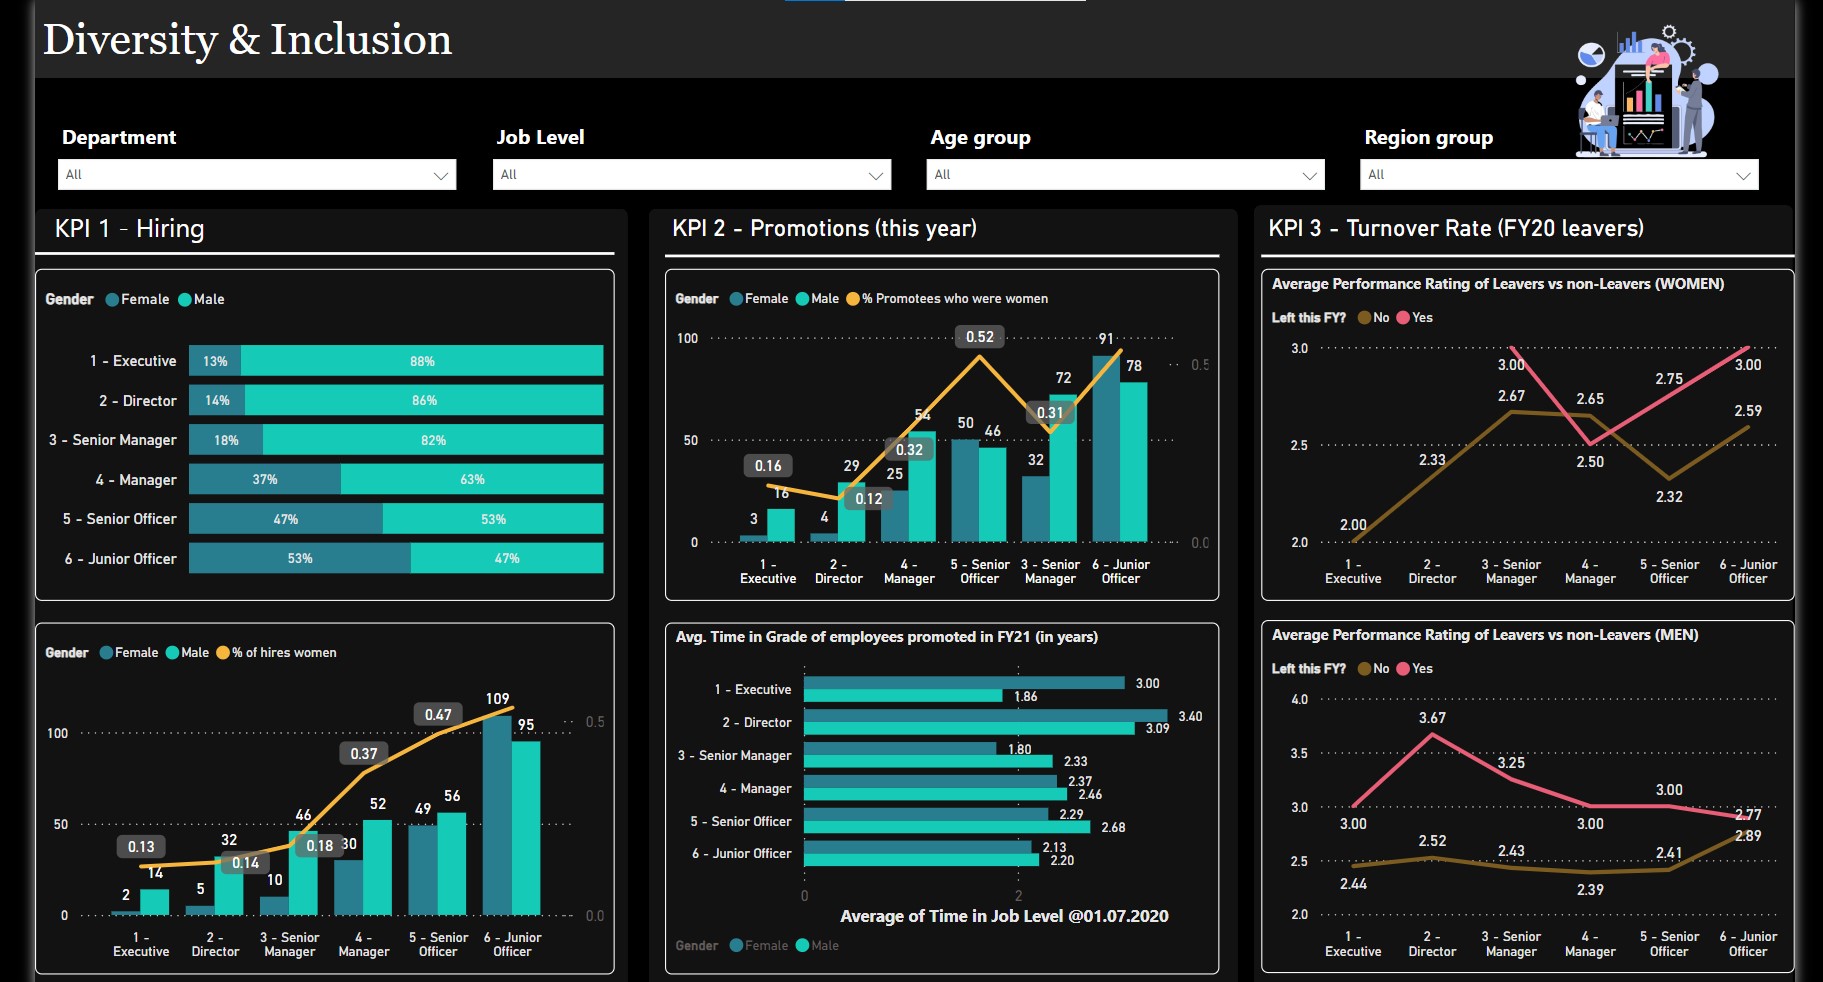 Diversity & Inclusion
Department
Job Level
Age group
Region group
All
All
All
All
KPI 1 - Hiring
Gender Female Male
1 - Executive 13% 88%
2 - Director 14% 86%
3 - Senior Manager 18% 82%
4 - Manager 37% 63%
5 - Senior Officer 47% 53%
6 - Junior Officer 53% 47%
Gender Female Male % of hires women
109
0.47 95 0.5
100
0.37
46 52 49 56
50
0.13 32 0.18 30
14 0.14 10
2 5
0 0.0
1 - Executive
2 - Director
3 - Senior Manager
4 - Manager
5 - Senior Officer
6 - Junior Officer
KPI 2 - Promotions (this year)
Gender Female Male % Promotees who were women
100 0.52 91
78 0.5
72
54 0.31
50 50 46
0.16 29 0.32 32
16 0.12 25
3 4
0 0.0
1 - Executive
2 - Director
4 - Manager
5 - Senior Officer
3 - Senior Manager
6 - Junior Officer
Avg. Time in Grade of employees promoted in FY21 (in years)
1 - Executive 3.00
1.86
2 - Director 3.40
3.09
3 - Senior Manager 1.80
2.33
4 - Manager 2.37
2.46
5 - Senior Officer 2.29
2.68
6 - Junior Officer 2.13
2.20
0 2
Average of Time in Job Level @01.07.2020
Gender Female Male
KPI 3 - Turnover Rate (FY20 leavers)
Average Performance Rating of Leavers vs non-Leavers (WOMEN)
Left this FY? No Yes
3.0
3.00 3.00
2.75
2.67 2.65
2.59
2.5
2.33 2.50
2.32
2.00
2.0
1 - Executive
2 - Director
3 - Senior Manager
4 - Manager
5 - Senior Officer
6 - Junior Officer
Average Performance Rating of Leavers vs non-Leavers (MEN)
Left this FY? No Yes
4.0
3.67
3.5
3.25
3.00
3.0
2.77
3.00 3.00
2.89
2.52 2.43 2.41
2.5
2.44 2.39
2.0
1 - Executive
2 - Director
3 - Senior Manager
4 - Manager
5 - Senior Officer
6 - Junior Officer